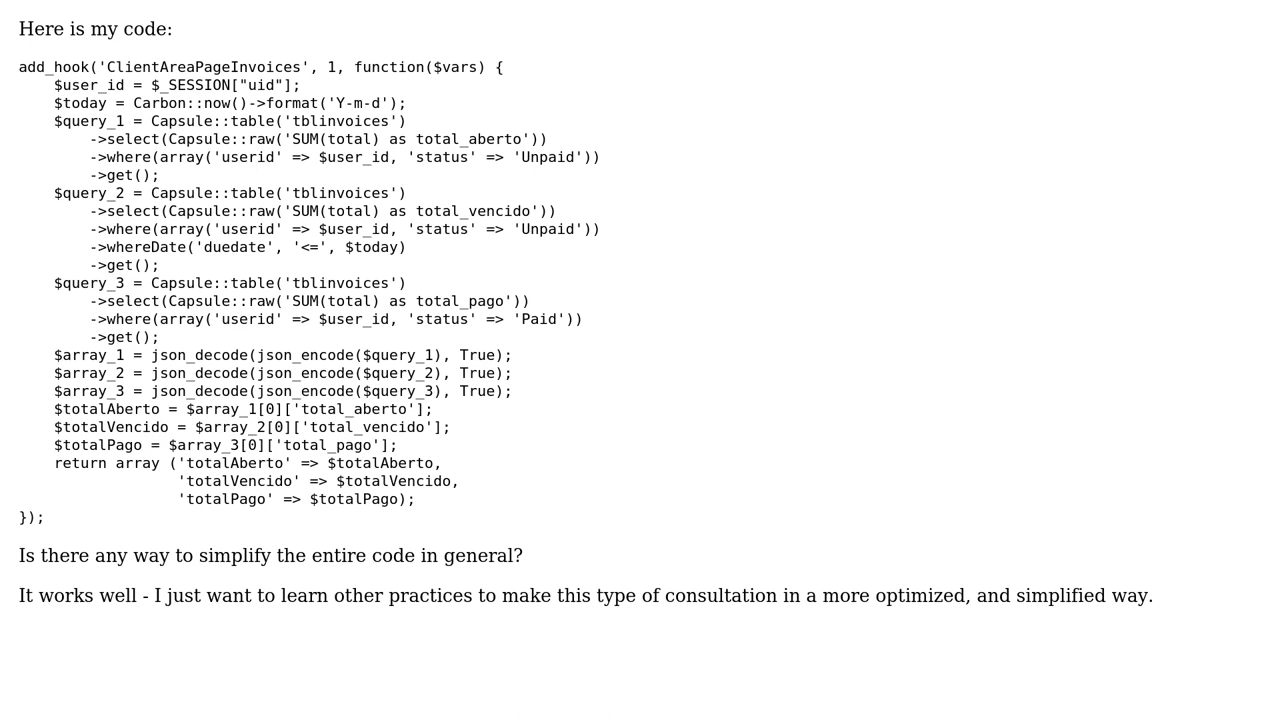 Here is my code:
add_hook('ClientAreaPageInvoices', 1, function($vars) {
    $user_id = $_SESSION["uid"];
    $today = Carbon::now()->format('Y-m-d');
    $query_1 = Capsule::table('tblinvoices')
        ->select(Capsule::raw('SUM(total) as total_aberto'))
        ->where(array('userid' => $user_id, 'status' => 'Unpaid'))
        ->get();
    $query_2 = Capsule::table('tblinvoices')
        ->select(Capsule::raw('SUM(total) as total_vencido'))
        ->where(array('userid' => $user_id, 'status' => 'Unpaid'))
        ->whereDate('duedate', '<=', $today)
        ->get();
    $query_3 = Capsule::table('tblinvoices')
        ->select(Capsule::raw('SUM(total) as total_pago'))
        ->where(array('userid' => $user_id, 'status' => 'Paid'))
        ->get();
    $array_1 = json_decode(json_encode($query_1), True);
    $array_2 = json_decode(json_encode($query_2), True);
    $array_3 = json_decode(json_encode($query_3), True);
    $totalAberto = $array_1[0]['total_aberto'];
    $totalVencido = $array_2[0]['total_vencido'];
    $totalPago = $array_3[0]['total_pago'];
    return array ('totalAberto' => $totalAberto,
                  'totalVencido' => $totalVencido,
                  'totalPago' => $totalPago);
});
Is there any way to simplify the entire code in general?
It works well - I just want to learn other practices to make this type of consultation in a more optimized, and simplified way.